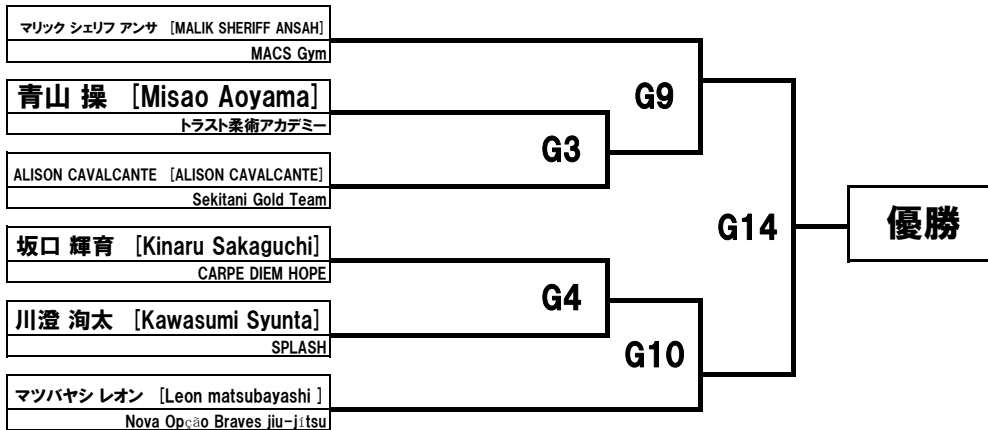 マリック シェリフ アンサ [MALIK SHERIFF ANSAH]
MACS Gym
青山 操 [Misao Aoyama]
トラスト柔術アカデミー
ALISON CAVALCANTE [ALISON CAVALCANTE]
Sekitani Gold Team
坂口 輝育 [Kinaru Sakaguchi]
CARPE DIEM HOPE
川澄 洵太 [Kawasumi Syunta]
SPLASH
マツバヤシ レオン [Leon matsubayashi ]
Nova Opção Braves jiu-jítsu
G3
G4
G9
G10
G14
優勝